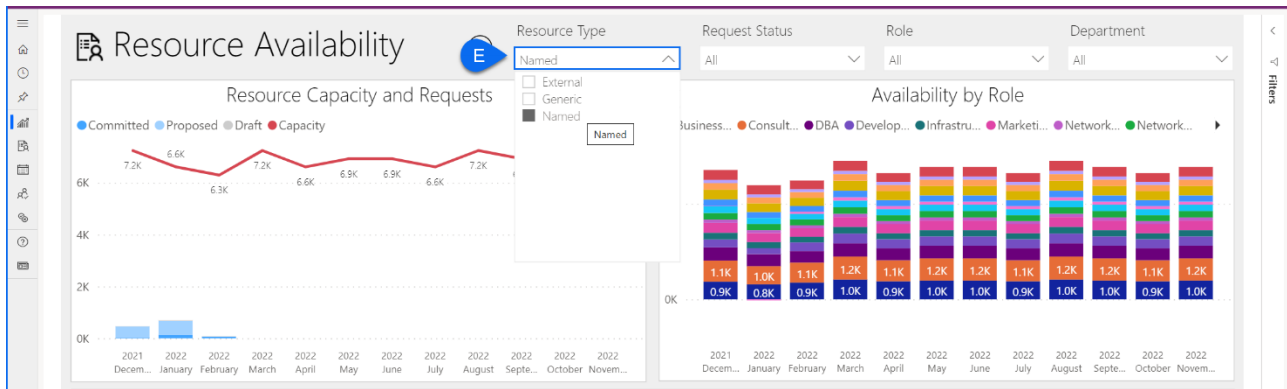 Resource Availability
E
Resource Type
Named
External
Generic
Named
Named
Request Status
All
Role
All
Department
All
Filters
Resource Capacity and Requests
Committed Proposed Draft Capacity
7.2K 6.6K 6.3K 7.2K 6.6K 6.9K 6.9K 6.6K 7.2K
6K
4K
2K
0K
2021 2022 2022 2022 2022 2022 2022 2022 2022 2022 2022 2022
Decem... January February March April May June July August Septe... October Novem...
Availability by Role
Business... Consult... DBA Develop... Infrastru... Marketi... Network... Network...
1.1K 1.0K 1.1K 1.2K 1.1K 1.2K 1.2K 1.1K 1.2K 1.2K 1.1K 1.2K
0K
0.9K 0.8K 0.9K 1.0K 0.9K 1.0K 1.0K 0.9K 1.0K 1.0K 0.9K 1.0K
2021 2022 2022 2022 2022 2022 2022 2022 2022 2022 2022 2022
Decem... January February March April May June July August Septe... October Novem...